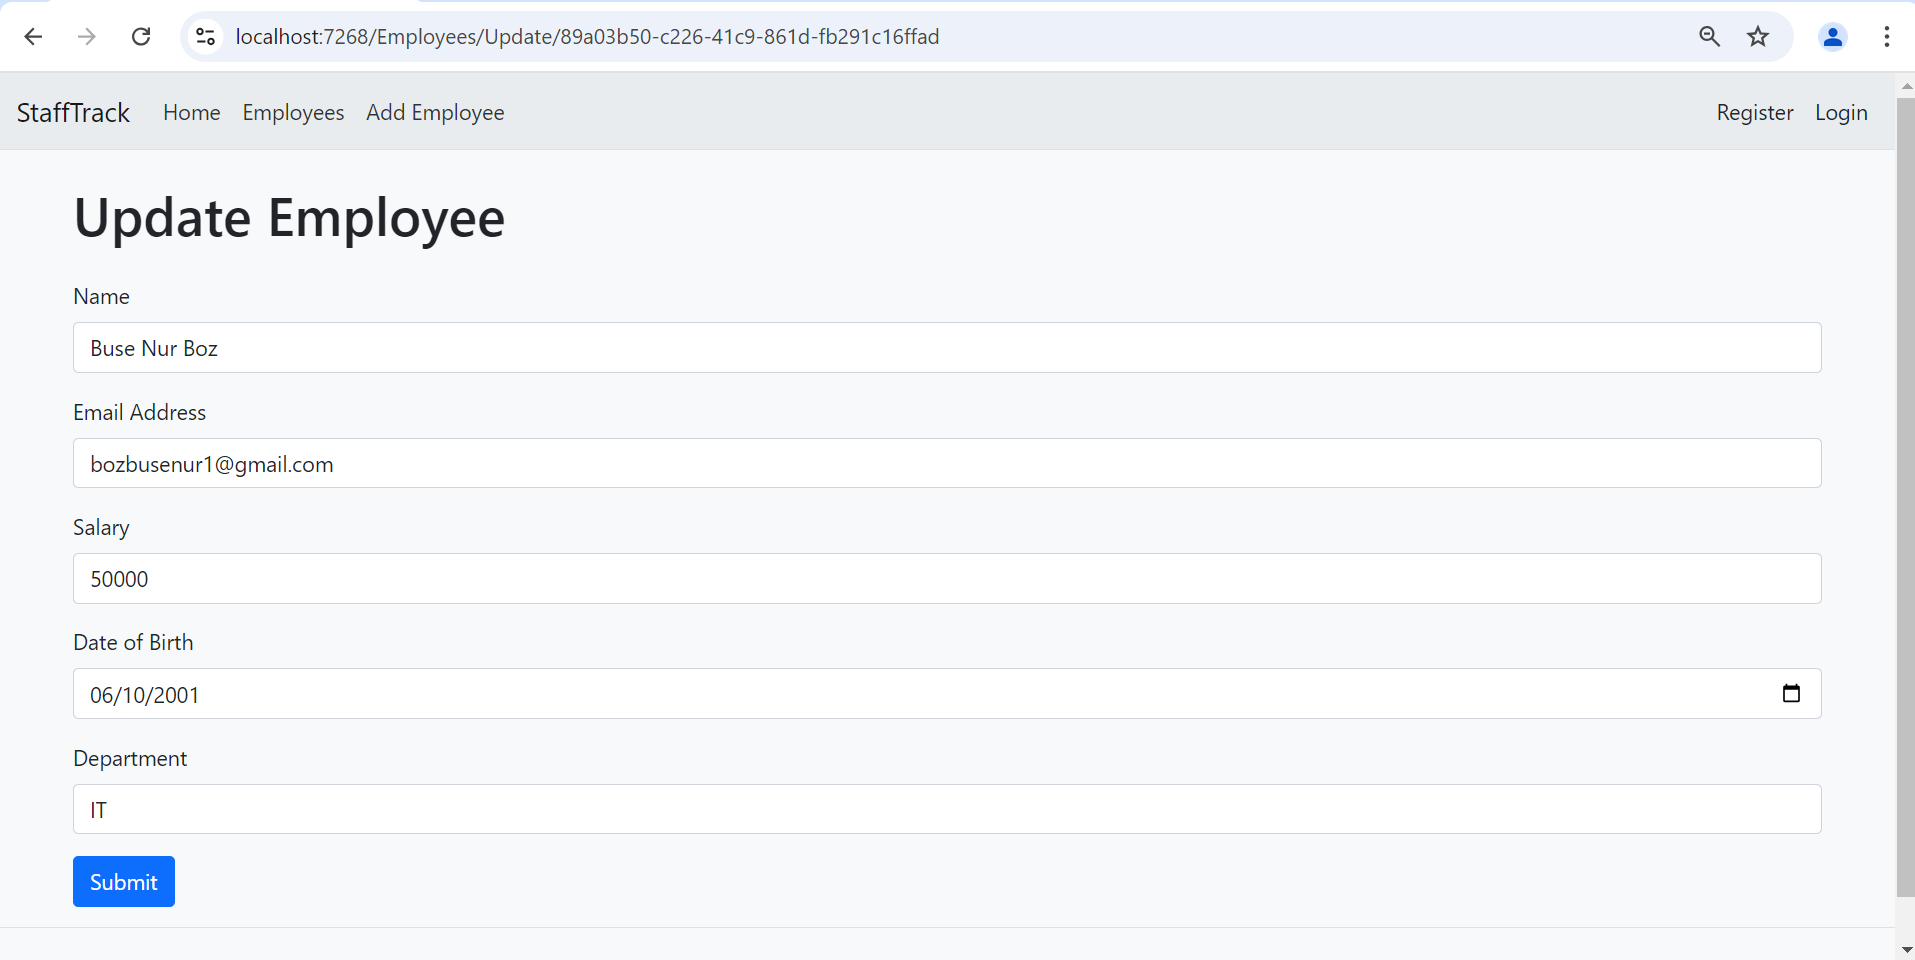 localhost:7268/Employees/Update/89a03b50-c226-41c9-861d-fb291c16ffad
StaffTrack Home Employees Add Employee Register Login
Update Employee
Name
Buse Nur Boz
Email Address
bozbusenur1@gmail.com
Salary
50000
Date of Birth
06/10/2001
Department
IT
Submit